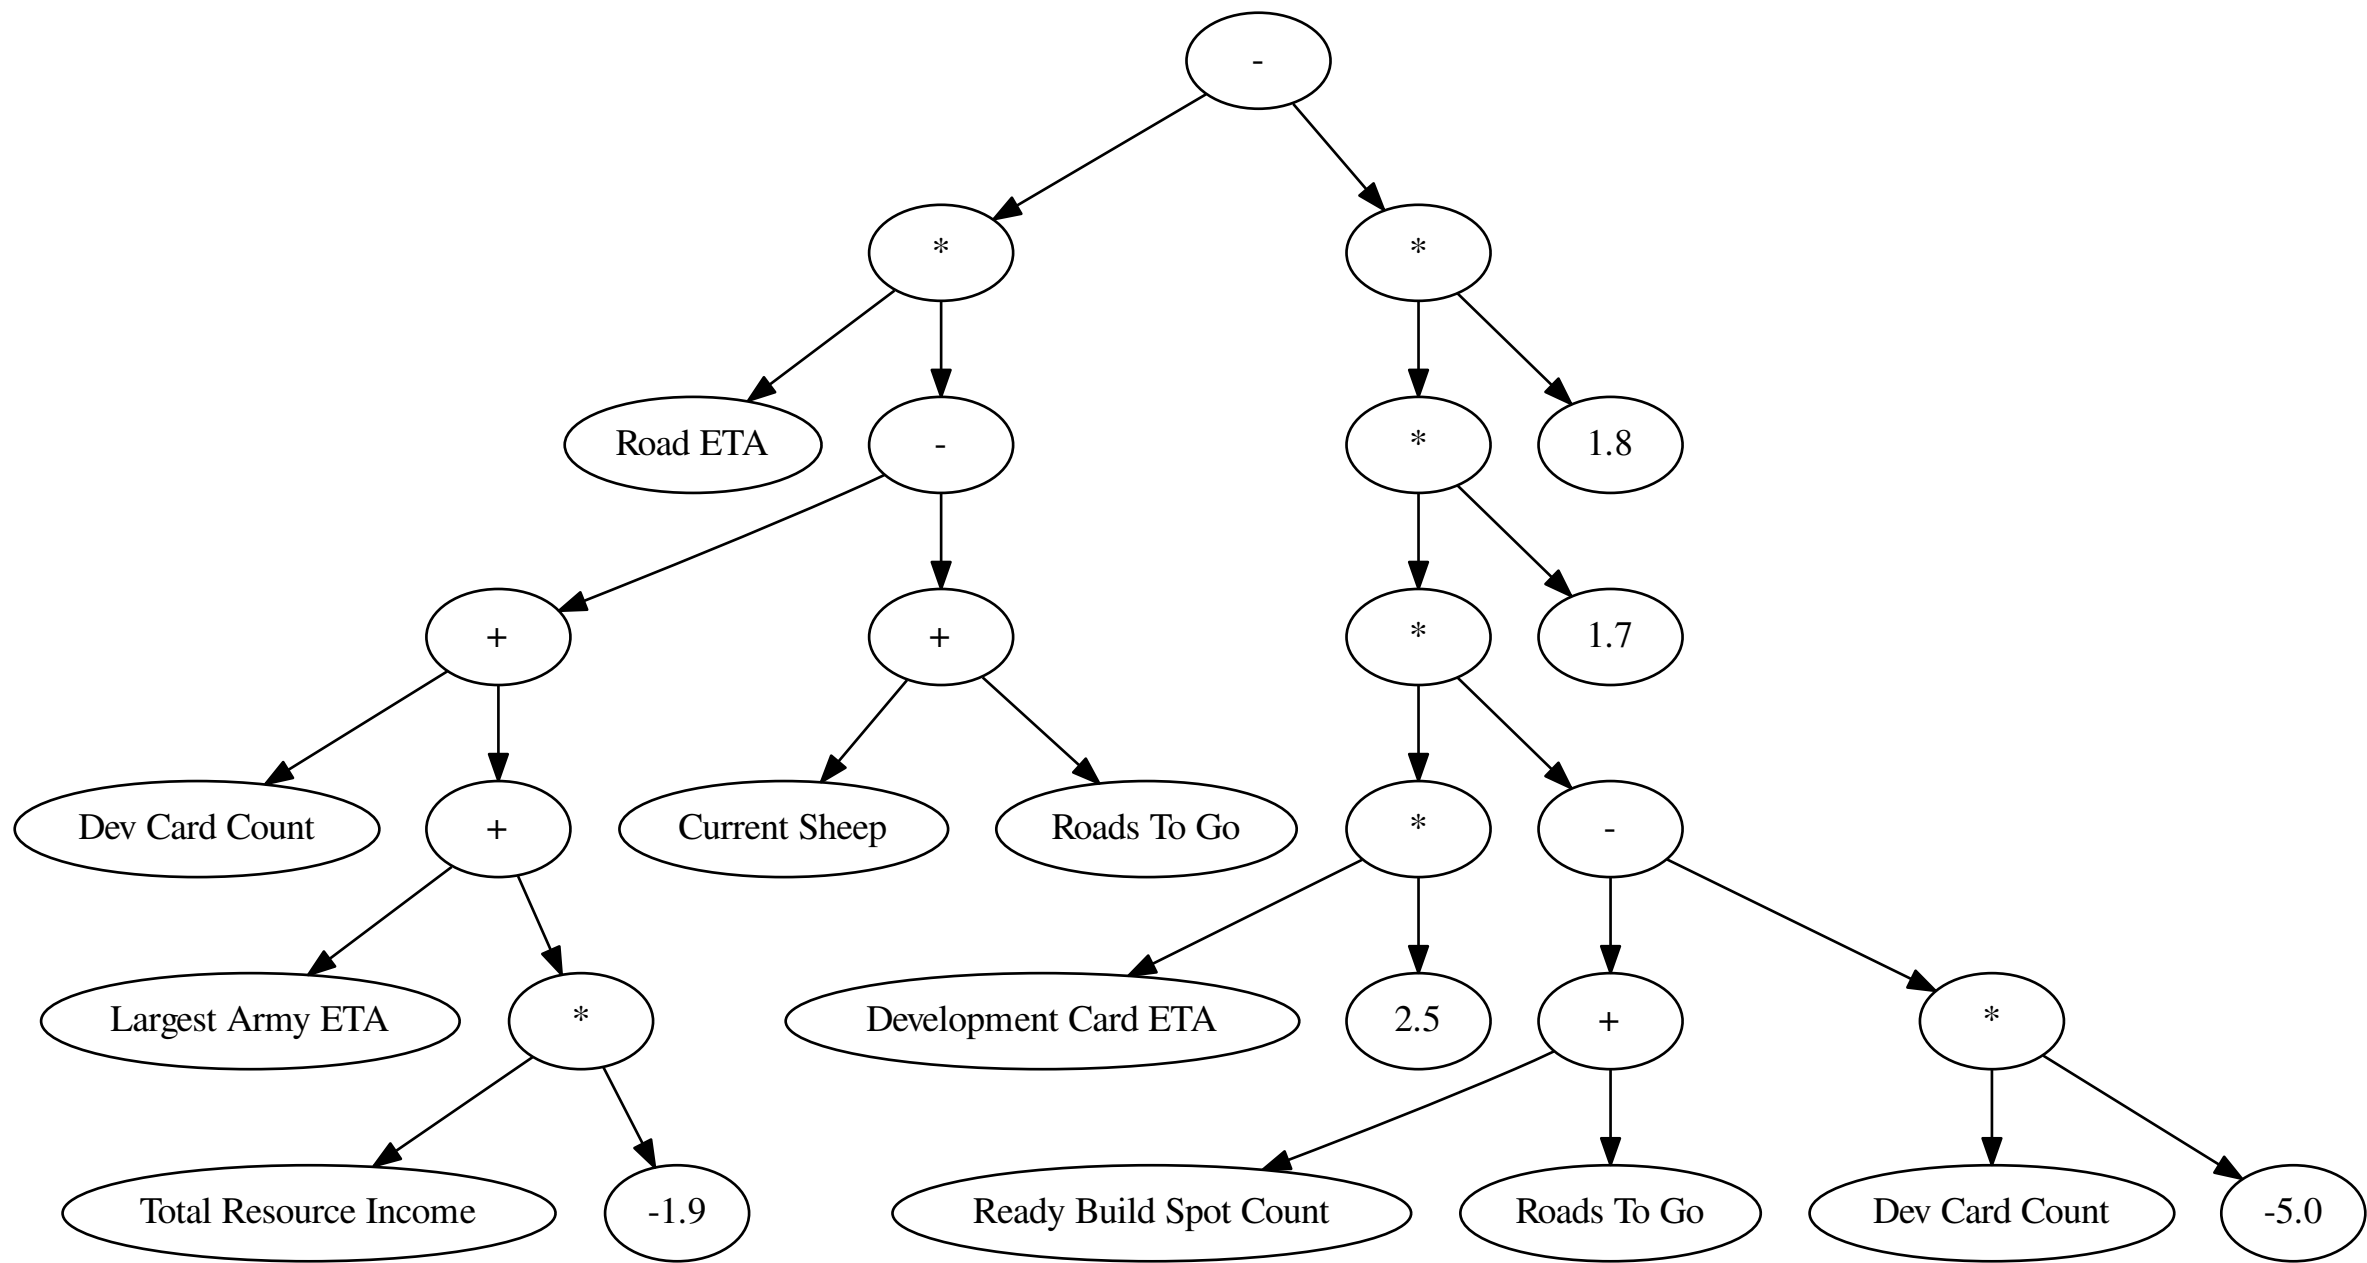 -
*
*
Road ETA
-
*
1.8
+
+
*
1.7
Dev Card Count
+
Current Sheep
Roads To Go
*
-
Largest Army ETA
*
Development Card ETA
2.5
+
*
Total Resource Income
-1.9
Ready Build Spot Count
Roads To Go
Dev Card Count
-5.0